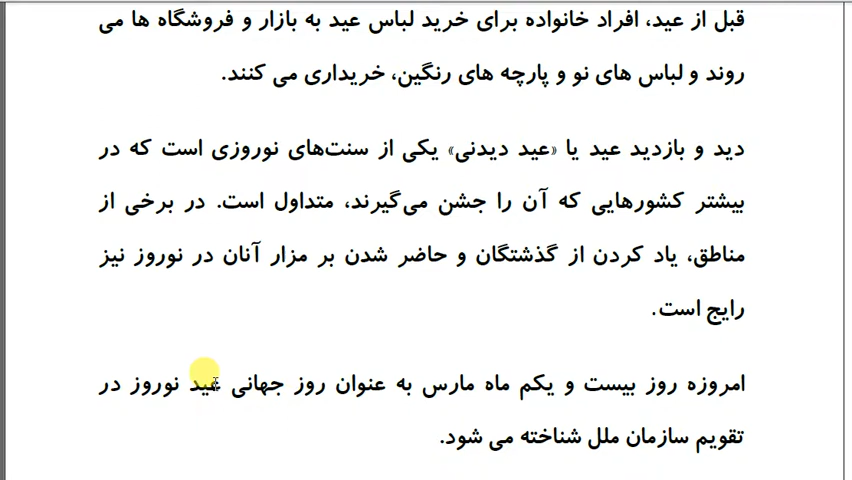 قبل از عید، افراد خانواده برای خرید لباس عید به بازار و فروشگاه ها می
روند و لباس های نو و پارچه های رنگین، خریداری می کنند.
دید و بازدید عید یا «عید دیدنی» یکی از سنت‌های نوروزی است که در
بیشتر کشورهایی که آن را جشن می‌گیرند، متداول است. در برخی از
مناطق، یاد کردن از گذشتگان و حاضر شدن بر مزار آنان در نوروز نیز
رایج است.
امروزه روز بیست و یکم ماه مارس به عنوان روز جهانی عید نوروز در
تقویم سازمان ملل شناخته می شود.